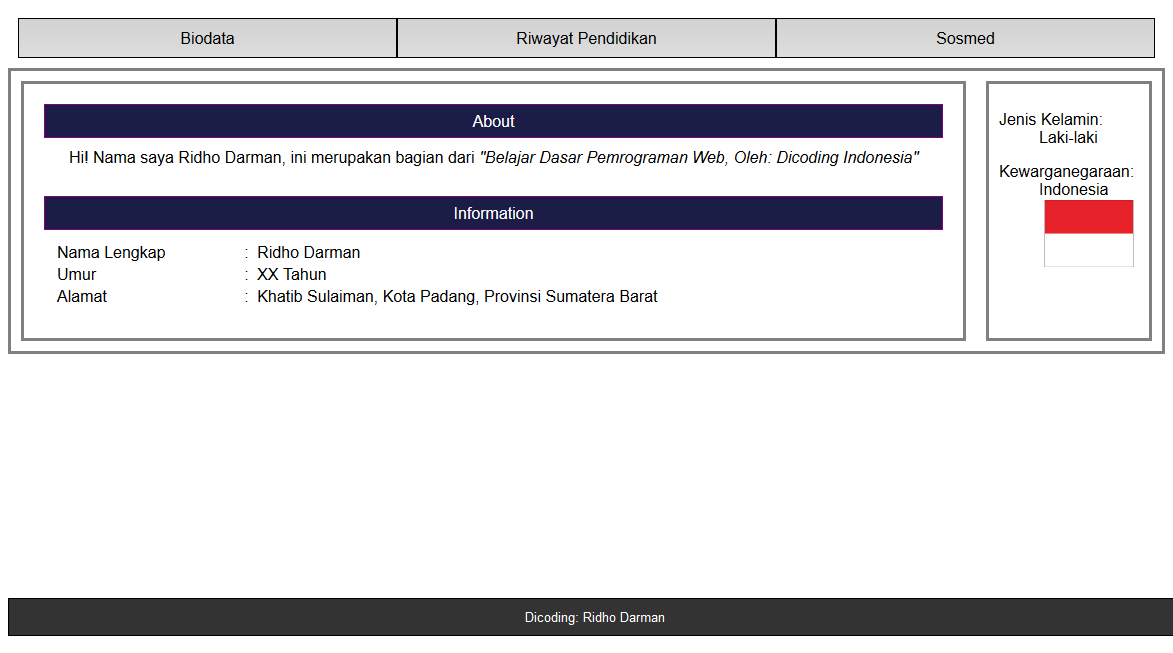 Biodata
Riwayat Pendidikan
Sosmed
About
Hi! Nama saya Ridho Darman, ini merupakan bagian dari "Belajar Dasar Pemrograman Web, Oleh: Dicoding Indonesia"
Information
Nama Lengkap : Ridho Darman
Umur : XX Tahun
Alamat : Khatib Sulaiman, Kota Padang, Provinsi Sumatera Barat
Jenis Kelamin:
Laki-laki
Kewarganegaraan:
Indonesia
Dicoding: Ridho Darman